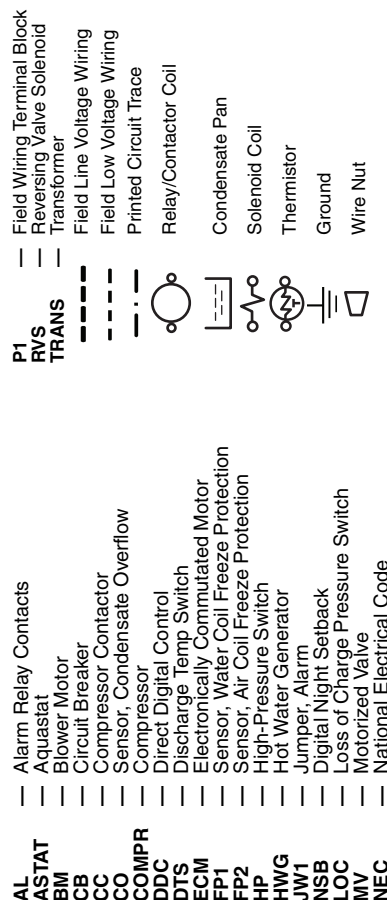 AL — Alarm Relay Contacts
ASTAT — Aquastat
BM — Blower Motor
CB — Circuit Breaker
CC — Compressor Contactor
CO — Sensor, Condensate Overflow
COMPR — Compressor
DDC — Direct Digital Control
DTS — Discharge Temp Switch
ECM — Electronically Commutated Motor
FP1 — Sensor, Water Coil Freeze Protection
FP2 — Sensor, Air Coil Freeze Protection
HP — High-Pressure Switch
HWG — Hot Water Generator
JW1 — Jumper, Alarm
NSB — Digital Night Setback
LOC — Loss of Charge Pressure Switch
MV — Motorized Valve
NEC — National Electrical Code
P1 — Field Wiring Terminal Block
RVS — Reversing Valve Solenoid
TRANS — Transformer
Field Line Voltage Wiring
Field Low Voltage Wiring
Printed Circuit Trace
Relay/Contactor Coil
Condensate Pan
Solenoid Coil
T Thermistor
Ground
Wire Nut